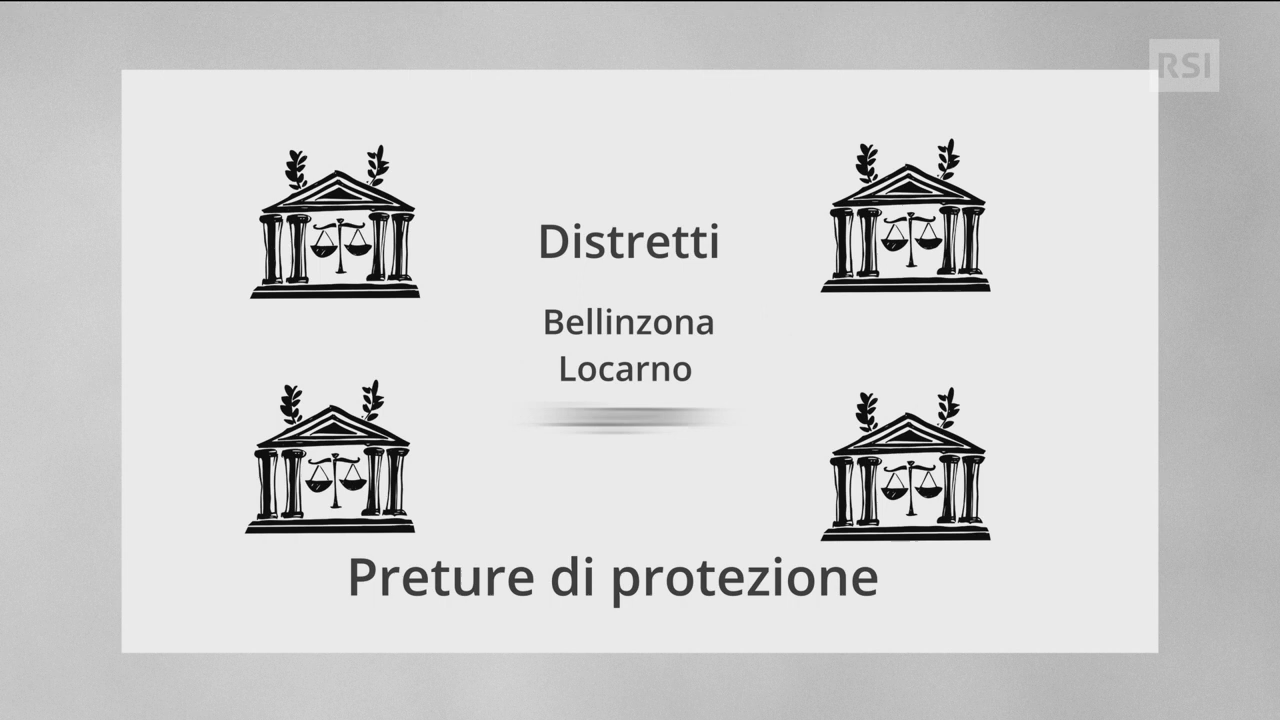 RSI
Distretti
Bellinzona
Locarno
Preture di protezione